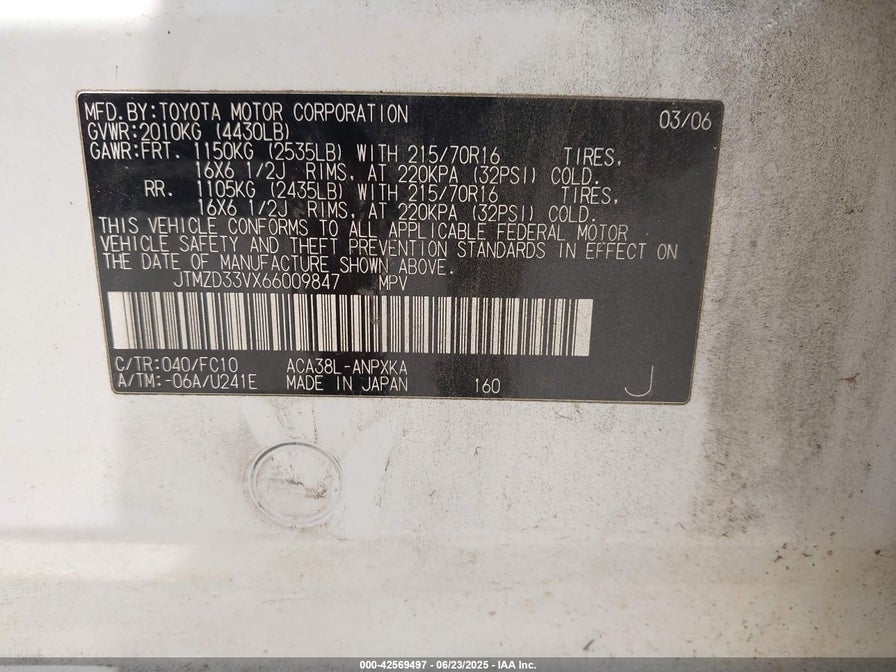 MFD.BY:TOYOTA MOTOR CORPORATION 03/06
GVWR:2010KG (4430LB)
GAWR:FRT. 1150KG (2535LB) WITH 215/70R16 TIRES,
16X6 1/2J RIMS, AT 220KPA (32PSI) COLD.
RR. 1105KG (2435LB) WITH 215/70R16 TIRES,
16X6 1/2J RIMS, AT 220KPA (32PSI) COLD.
THIS VEHICLE CONFORMS TO ALL APPLICABLE FEDERAL MOTOR
VEHICLE SAFETY AND THEFT PREVENTION STANDARDS IN EFFECT ON
THE DATE OF MANUFACTURE SHOWN ABOVE.
JTMZD33VX66009847 MPV
C/TR:040/FC10 ACA38L-ANPXKA
A/TM:-06A/U241E MADE IN JAPAN 160 J
000-42569497 - 06/23/2025 - IAA Inc.